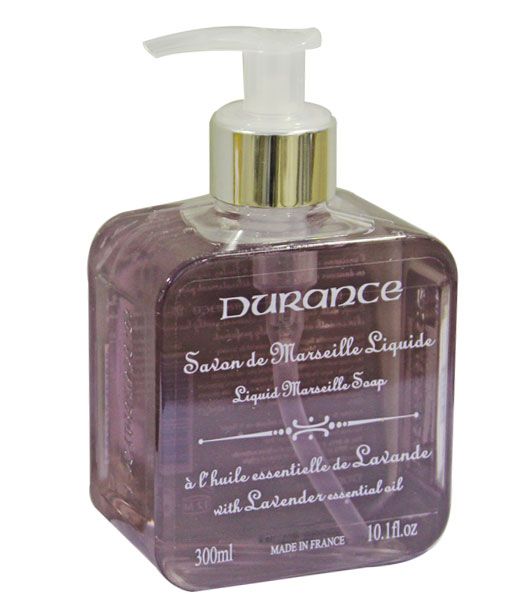 DURANCE
Savon de Marseille Liquide
Liquid Marseille Soap
à l'huile essentielle de Lavande
with Lavender essential oil
300ml MADE IN FRANCE 10.1fl.oz